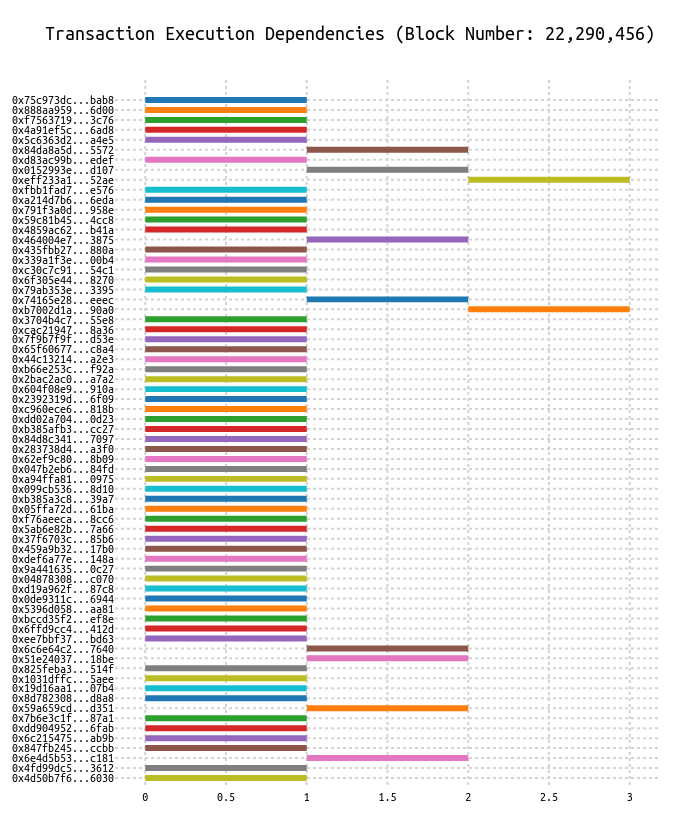 Transaction Execution Dependencies (Block Number: 22,290,456)
0x75c973dc...bab8
0x888aa959...6d00
0xf7563719...3c76
0x4a91ef5c...6ad8
0x5c6363d2...a4e5
0x84da8a5d...5572
0xd83ac99b...edef
0x0152993e...d107
0xeff233a1...52ae
0xfbb1fad7...e576
0xa214d7b6...6eda
0x791f3a0d...958e
0x59c81b45...4cc8
0x4859ac62...b41a
0x464004e7...3875
0x435fbb27...880a
0x339a1f3e...00b4
0xc30c7c91...54c1
0x6f305e44...8270
0x79ab353e...3395
0x74165e28...eeec
0xb7002d1a...90a0
0x3704b4c7...55e8
0xcac21947...8a36
0x7f9b7f9f...d53e
0x65f60677...c8a4
0x44c13214...a2e3
0xb66e253c...f92a
0x2bac2ac0...a7a2
0x604f08e9...910a
0x2392319d...6f09
0xc960ece6...818b
0xdd02a704...0d23
0xb385afb3...cc27
0x84d8c341...7097
0x283738d4...a3f0
0x62ef9c80...8b09
0x047b2eb6...84fd
0xa94ffa81...0975
0x099cb536...8d10
0xb385a3c8...39a7
0x05ffa72d...61ba
0xf76aeeca...8cc6
0x5ab6e82b...7a66
0x37f6703c...85b6
0x459a9b32...17b0
0xdef6a77e...148a
0x9a441635...0c27
0x04878308...c070
0xd19a962f...87c8
0x0de9311c...6944
0x5396d058...aa81
0xbccd35f2...ef8e
0x6ffd9cc4...412d
0xee7bbf37...bd63
0x6c6e64c2...7640
0x51e24037...18be
0x825feba3...514f
0x1031dffc...5aee
0x19d16aa1...07b4
0x8d782308...d8a8
0x59a659cd...d351
0x7b6e3c1f...87a1
0xdd904952...6fab
0x6c215475...ab9b
0x847fb245...ccbb
0x6e4d5b53...c181
0x4fd99dc5...3612
0x4d50b7f6...6030
0 0.5 1 1.5 2 2.5 3